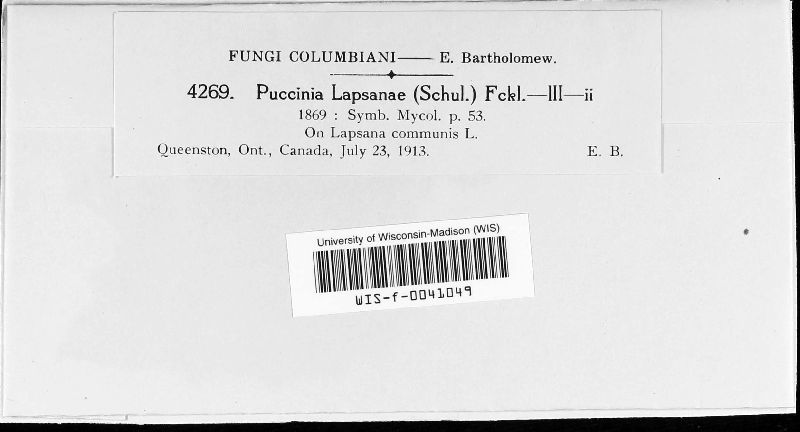 FUNGI COLUMBIANI—— E. Bartholomew.
4269. Puccinia Lapsanae (Schul.) Fckl.—III—ii
1869 : Symb. Mycol. p. 53.
On Lapsana communis L.
Queenston, Ont., Canada, July 23, 1913. E. B.
University of Wisconsin-Madison (WIS)
WIS-f-0041049